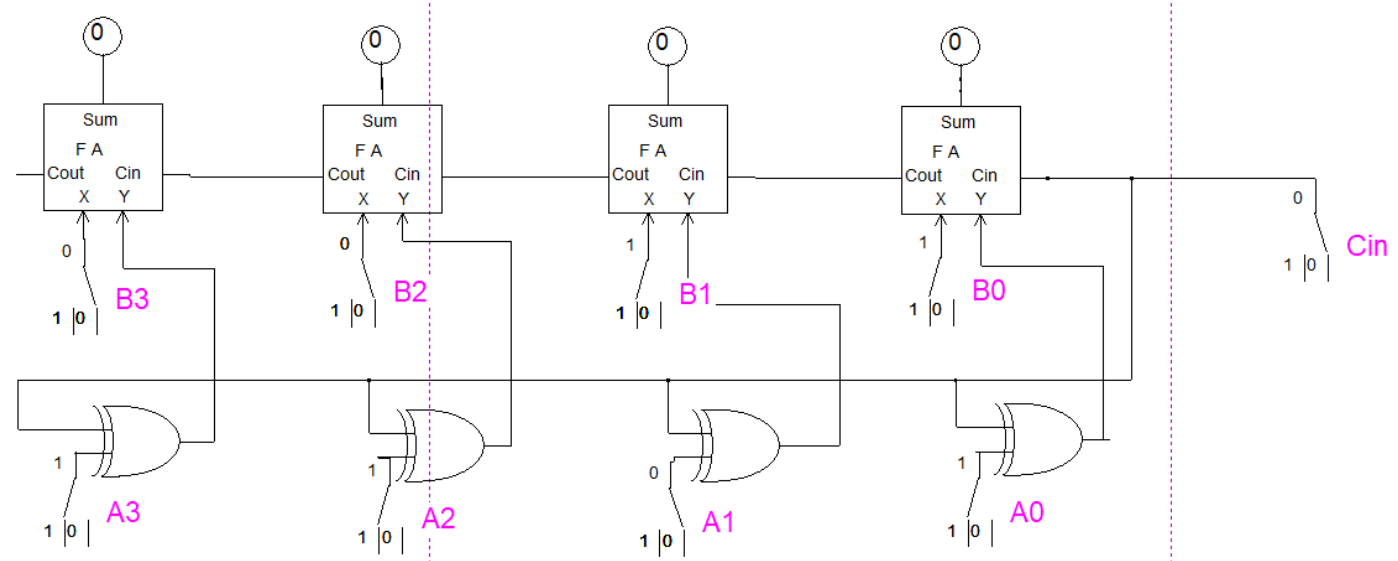 0 0 0 0
Sum Sum Sum Sum
F A F A F A F A
Cout Cin Cout Cin Cout Cin Cout Cin
X Y X Y X Y X Y
0 0 1 1 0
Cin
1 0
B3 B2 B1 B0
1 0 1 0 1 0 1 0
1 1 0 1
A3 A2 A1 A0
1 0 1 0 1 0 1 0